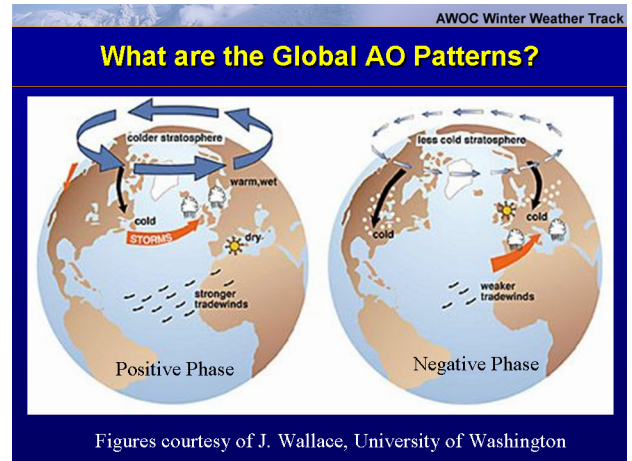 AWOC Winter Weather Track
What are the Global AO Patterns?
colder stratosphere
warm,wet
cold
STORMS
dry
stronger
tradewinds
Positive Phase
less cold stratosphere
cold
cold
weaker
tradewinds
Negative Phase
Figures courtesy of J. Wallace, University of Washington